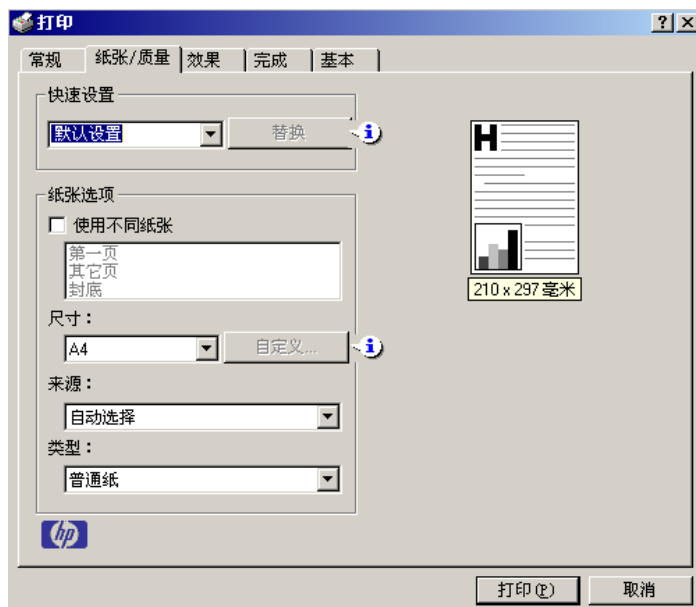 打印
常规 纸张/质量 效果 完成 基本
快速设置
默认设置 替换
纸张选项
使用不同纸张
第一页
其它页
封底
尺寸：
A4 自定义...
来源：
自动选择
类型：
普通纸
H
210 x 297 毫米
hp
打印(P) 取消